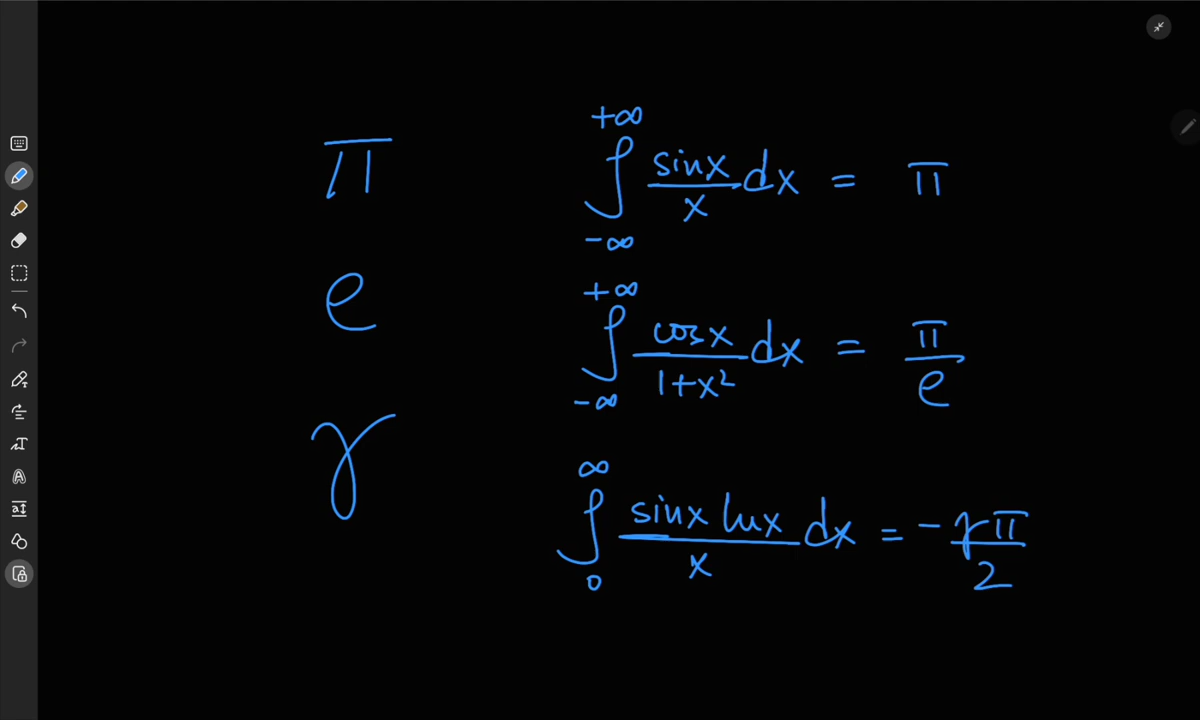 π
∫_{-∞}^{+∞} sinx/x dx = π
e
∫_{-∞}^{+∞} cosx/(1+x²) dx = π/e
γ
∫_0^∞ sinx lnx/x dx = -γπ/2